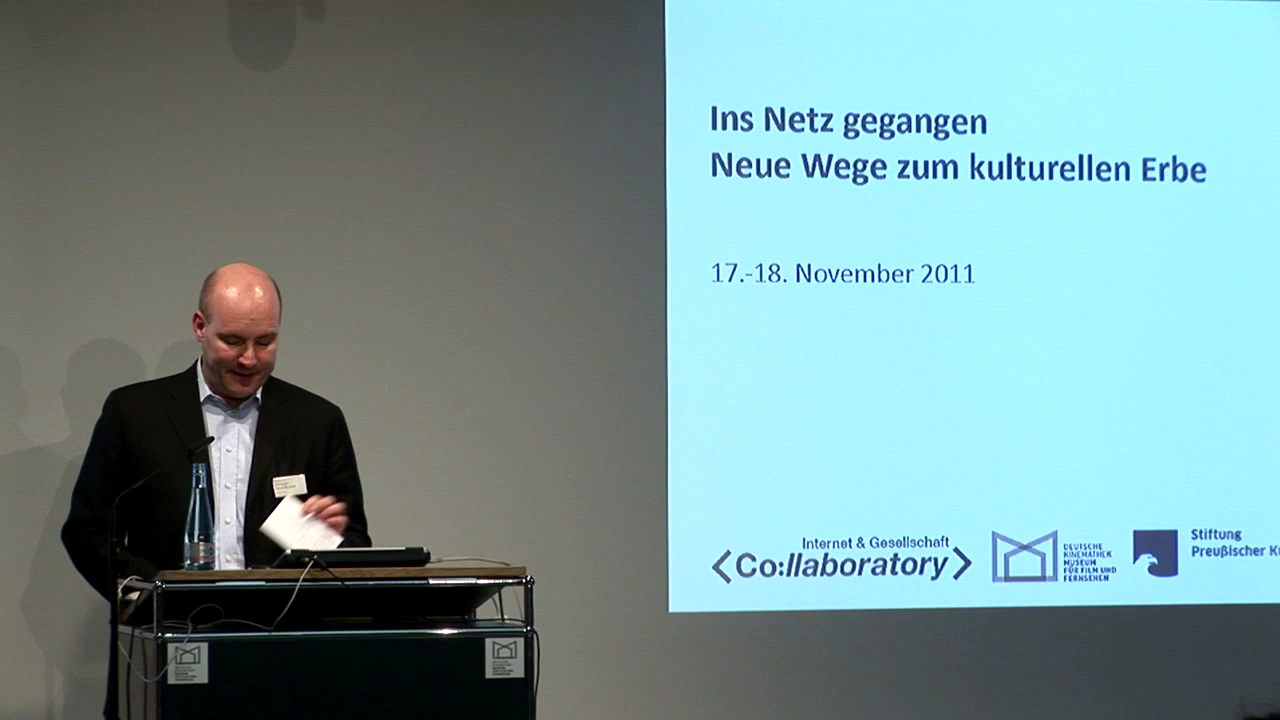 Ins Netz gegangen
Neue Wege zum kulturellen Erbe
17.-18. November 2011
Internet & Gesellschaft
<Co:llaboratory>
DEUTSCHE
KINEMATHEK
MUSEUM
FÜR FILM UND
FERNSEHEN
Stiftung
Preußischer Ku